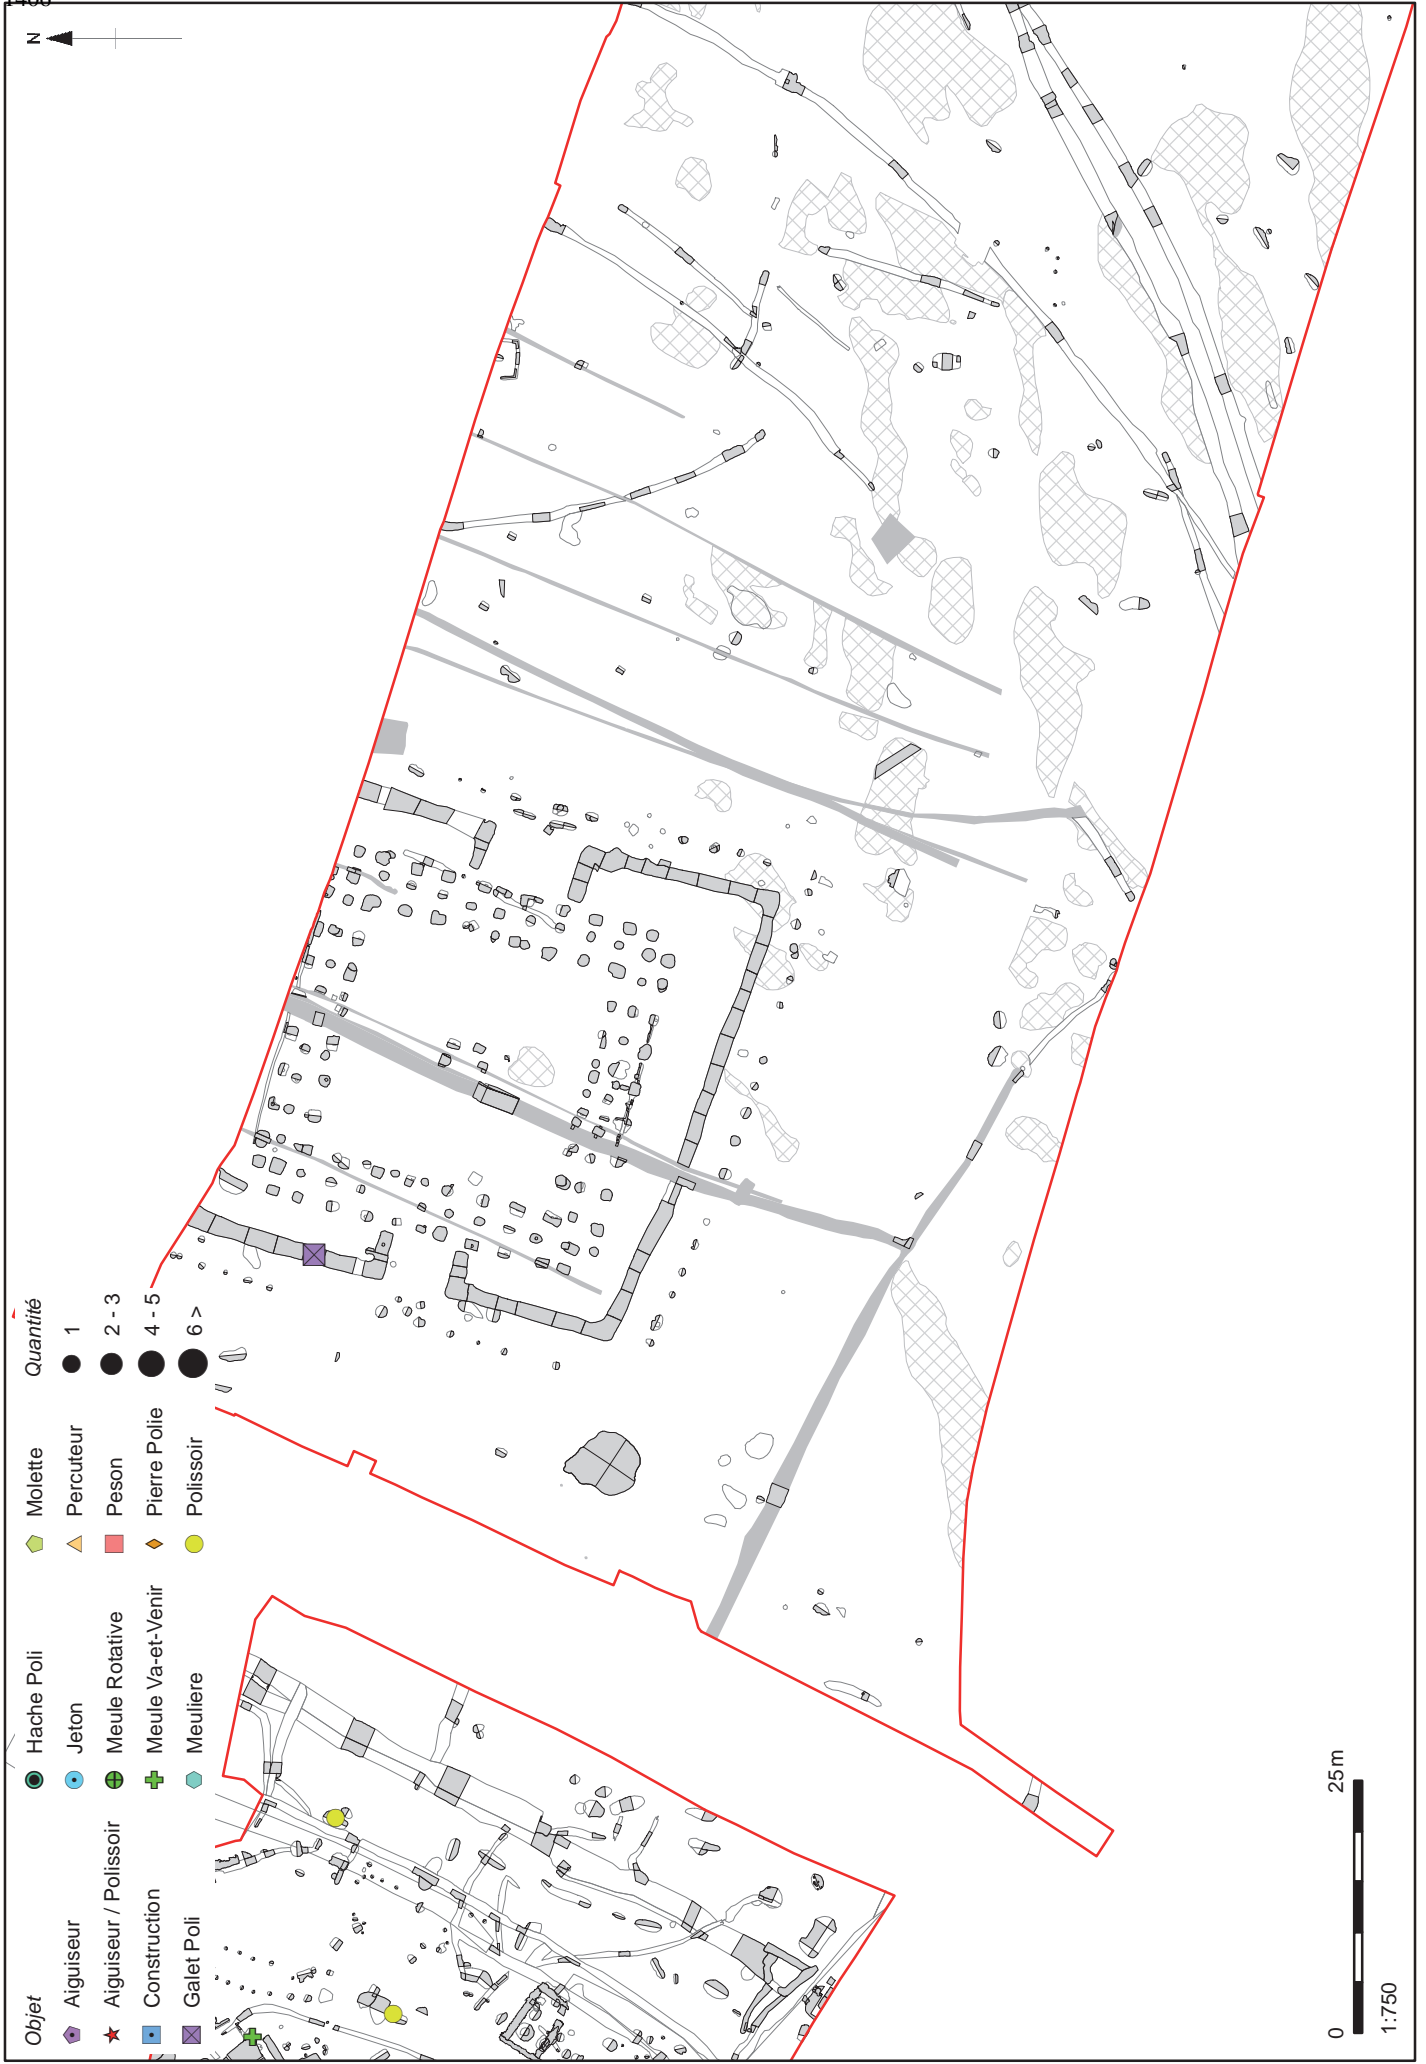 N
Objet
Aiguiseur
Aiguiseur / Polissoir
Construction
Galet Poli
Hache Poli
Jeton
Meule Rotative
Meule Va-et-Venir
Meuliere
Molette
Percuteur
Peson
Pierre Polie
Polissoir
Quantité
1
2 - 3
4 - 5
6 >
0 25m
1:750